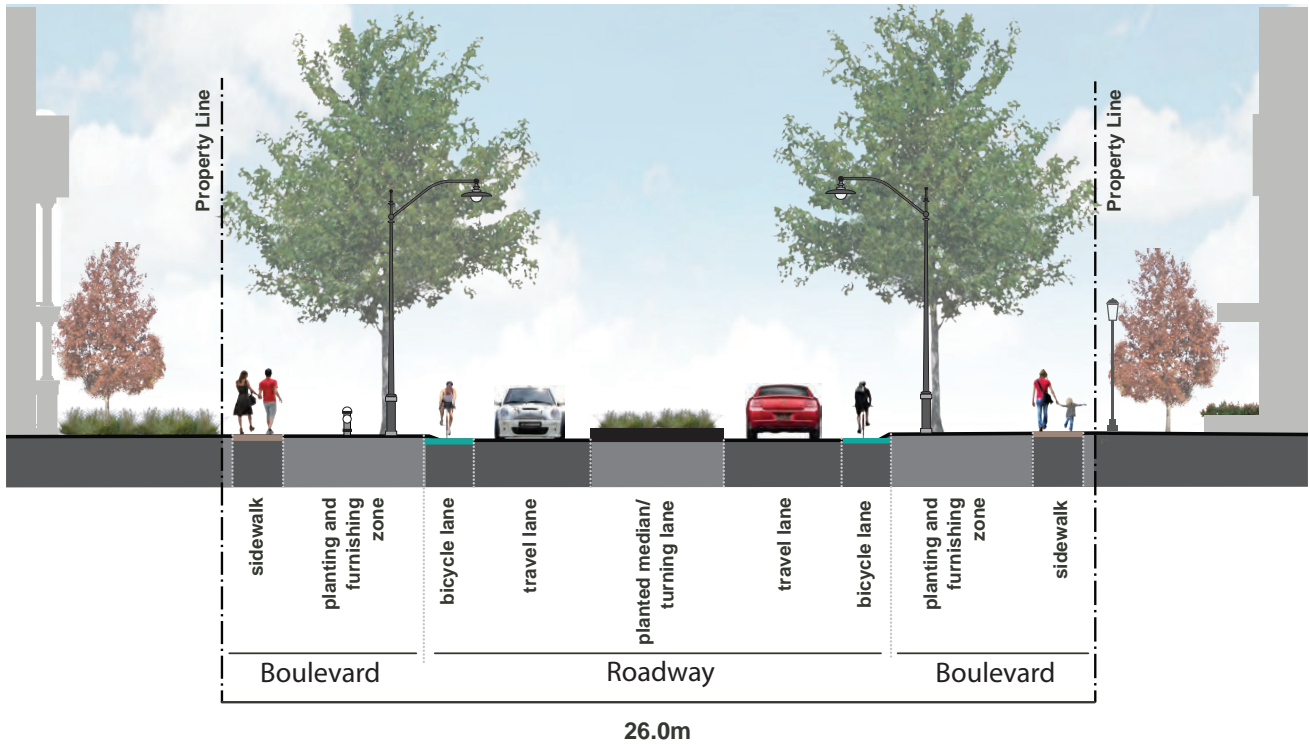 Property Line
Property Line
sidewalk
planting and
furnishing
zone
bicycle lane
travel lane
planted median/
turning lane
travel lane
bicycle lane
planting and
furnishing
zone
sidewalk
Boulevard
Roadway
Boulevard
26.0m